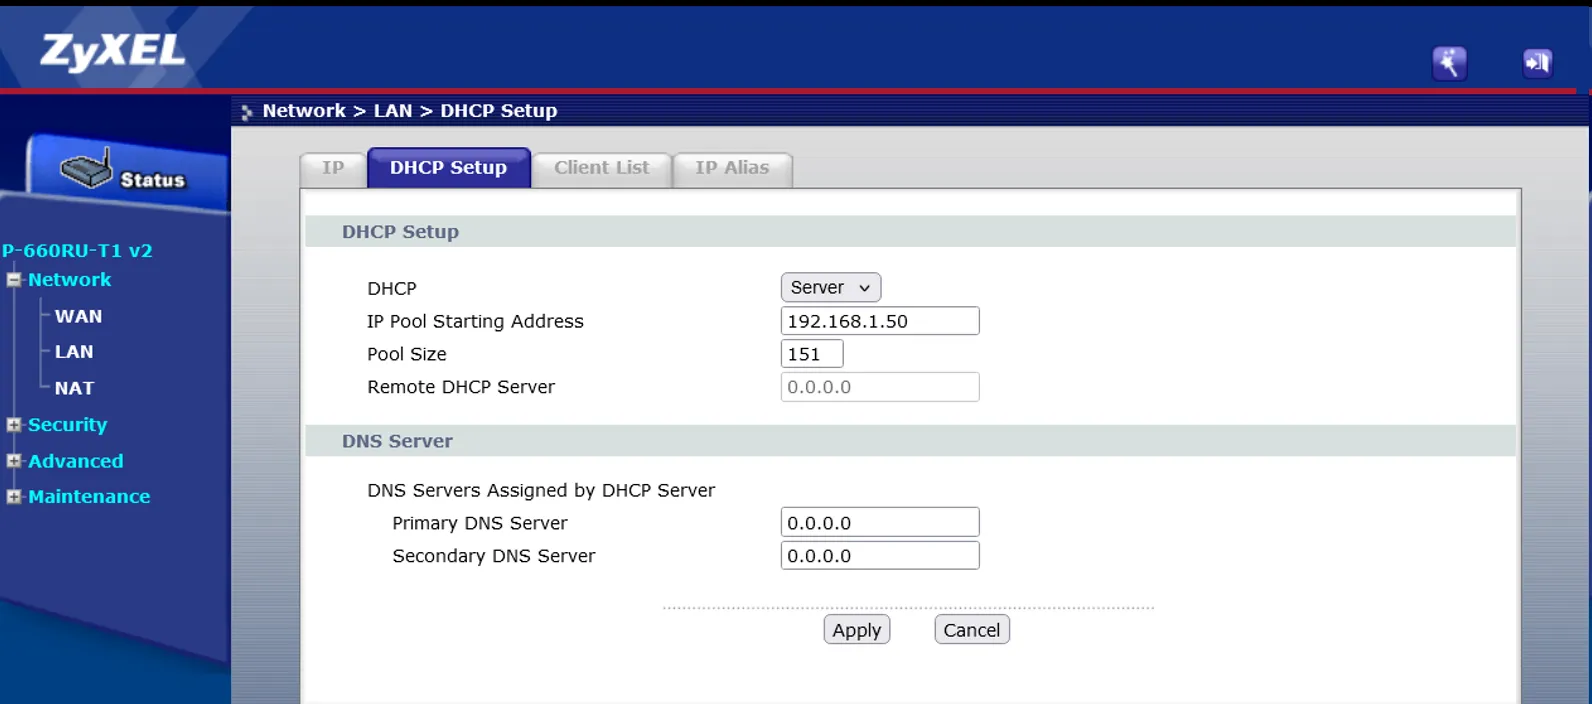 ZyXEL
Network > LAN > DHCP Setup
Status
IP
DHCP Setup
Client List
IP Alias
P-660RU-T1 v2
Network
WAN
LAN
NAT
Security
Advanced
Maintenance
DHCP Setup
DHCP Server
IP Pool Starting Address 192.168.1.50
Pool Size 151
Remote DHCP Server 0.0.0.0
DNS Server
DNS Servers Assigned by DHCP Server
Primary DNS Server 0.0.0.0
Secondary DNS Server 0.0.0.0
Apply Cancel